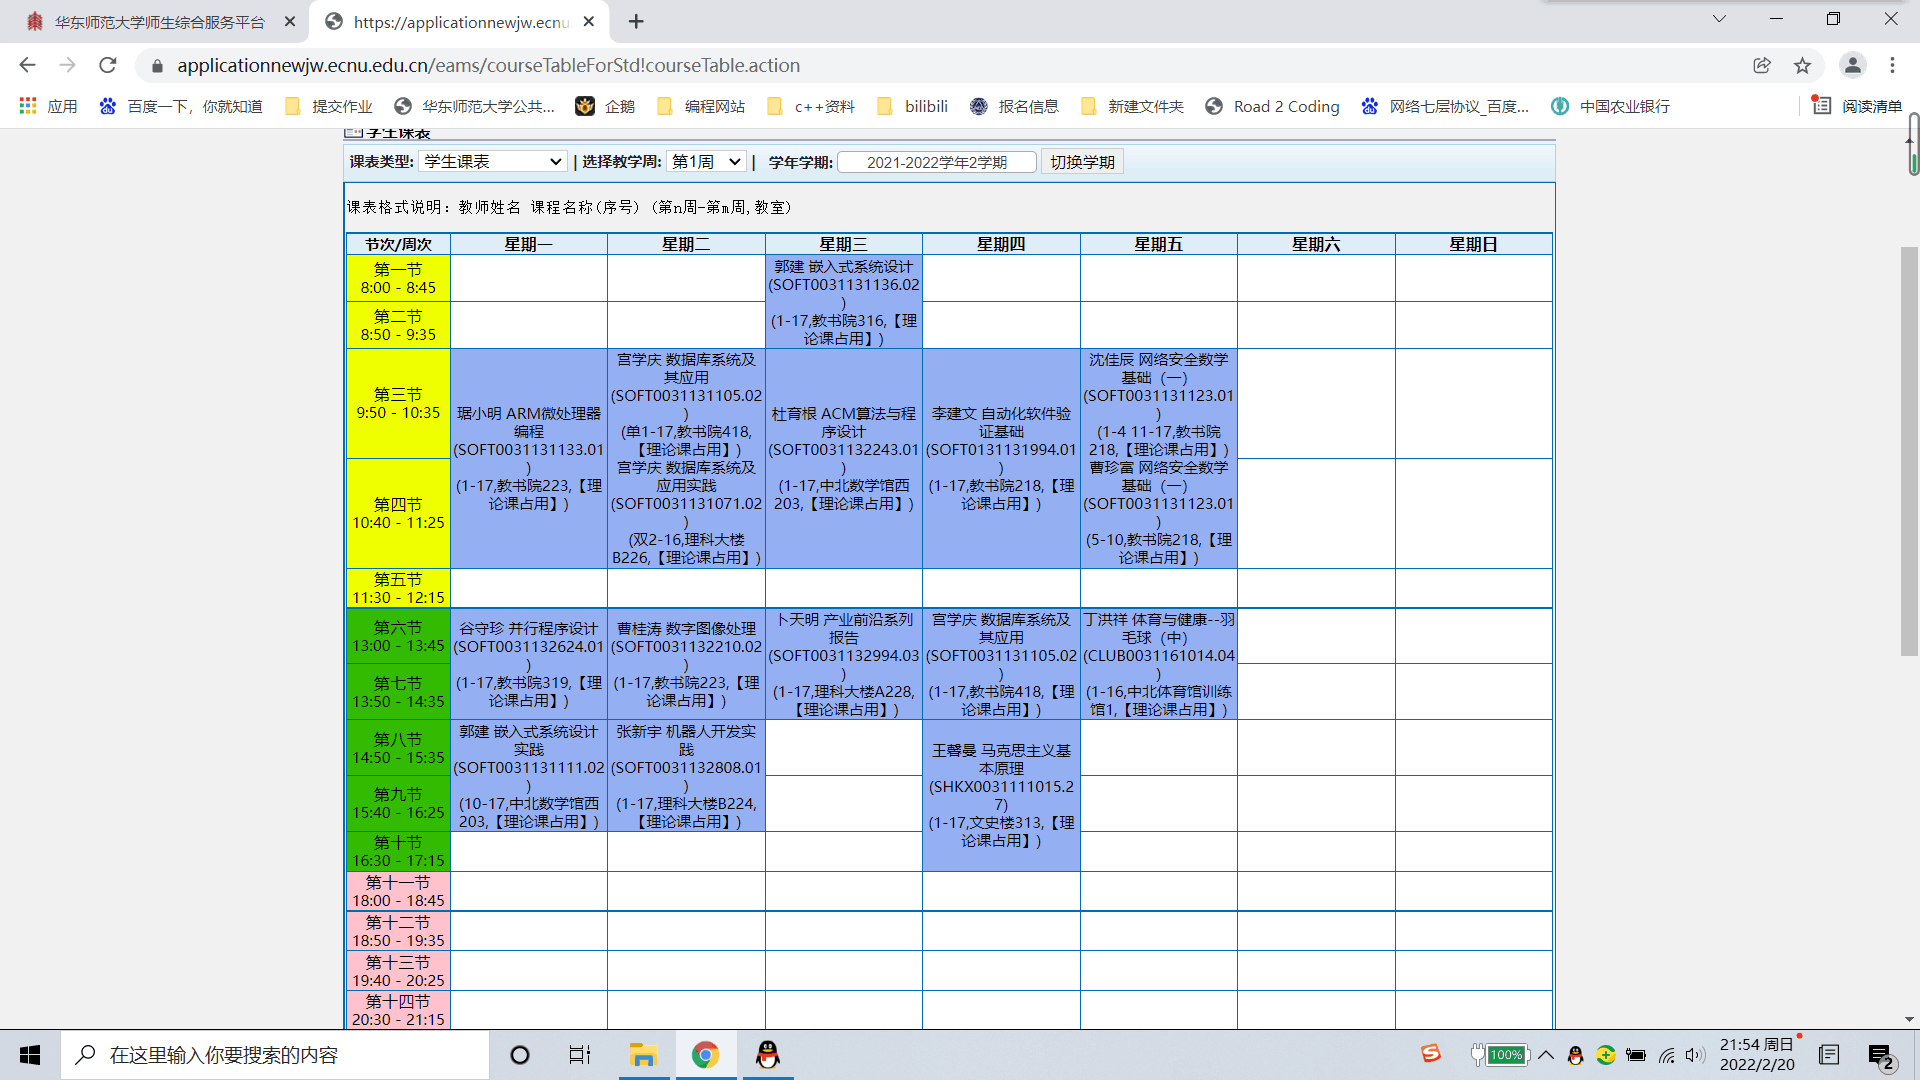 华东师范大学师生综合服务平台
https://applicationnewjw.ecnu
applicationnewjw.ecnu.edu.cn/eams/courseTableForStd!courseTable.action
应用
百度一下，你就知道
提交作业
华东师范大学公共...
企鹅
编程网站
c++资料
bilibili
报名信息
新建文件夹
Road 2 Coding
网络七层协议_百度...
中国农业银行
阅读清单
学生课表
课表类型: 学生课表 | 选择教学周: 第1周 | 学年学期: 2021-2022学年2学期 切换学期
课表格式说明：教师姓名 课程名称(序号) (第n周-第m周,教室)
节次/周次 星期一 星期二 星期三 星期四 星期五 星期六 星期日
第一节
8:00 - 8:45
第二节
8:50 - 9:35
郭建 嵌入式系统设计
(SOFT0031131136.02
)
(1-17,教书院316,【理
论课占用】)
第三节
9:50 - 10:35
第四节
10:40 - 11:25
琚小明 ARM微处理器
编程
(SOFT0031131133.01
)
(1-17,教书院223,【理
论课占用】)
宫学庆 数据库系统及
其应用
(SOFT0031131105.02
)
(单1-17,教书院418,
【理论课占用】)
宫学庆 数据库系统及
应用实践
(SOFT0031131071.02
)
(双2-16,理科大楼
B226,【理论课占用】)
杜育根 ACM算法与程
序设计
(SOFT0031132243.01
)
(1-17,中北数学馆西
203,【理论课占用】)
李建文 自动化软件验
证基础
(SOFT0131131994.01
)
(1-17,教书院218,【理
论课占用】)
沈佳辰 网络安全数学
基础（一）
(SOFT0031131123.01
)
(1-4 11-17,教书院
218,【理论课占用】)
曹珍富 网络安全数学
基础（一）
(SOFT0031131123.01
)
(5-10,教书院218,【理
论课占用】)
第五节
11:30 - 12:15
第六节
13:00 - 13:45
第七节
13:50 - 14:35
谷守珍 并行程序设计
(SOFT0031132624.01
)
(1-17,教书院319,【理
论课占用】)
曹桂涛 数字图像处理
(SOFT0031132210.02
)
(1-17,教书院223,【理
论课占用】)
卜天明 产业前沿系列
报告
(SOFT0031132994.03
)
(1-17,理科大楼A228,
【理论课占用】)
宫学庆 数据库系统及
其应用
(SOFT0031131105.02
)
(1-17,教书院418,【理
论课占用】)
丁洪祥 体育与健康--羽
毛球（中）
(CLUB0031161014.04
)
(1-16,中北体育馆训练
馆1,【理论课占用】)
第八节
14:50 - 15:35
第九节
15:40 - 16:25
第十节
16:30 - 17:15
郭建 嵌入式系统设计
实践
(SOFT0031131111.02
)
(10-17,中北数学馆西
203,【理论课占用】)
张新宇 机器人开发实
践
(SOFT0031132808.01
)
(1-17,理科大楼B224,
【理论课占用】)
王馨曼 马克思主义基
本原理
(SHKX0031111015.2
7)
(1-17,文史楼313,【理
论课占用】)
第十一节
18:00 - 18:45
第十二节
18:50 - 19:35
第十三节
19:40 - 20:25
第十四节
20:30 - 21:15
在这里输入你要搜索的内容
100%
21:54 周日
2022/2/20
2